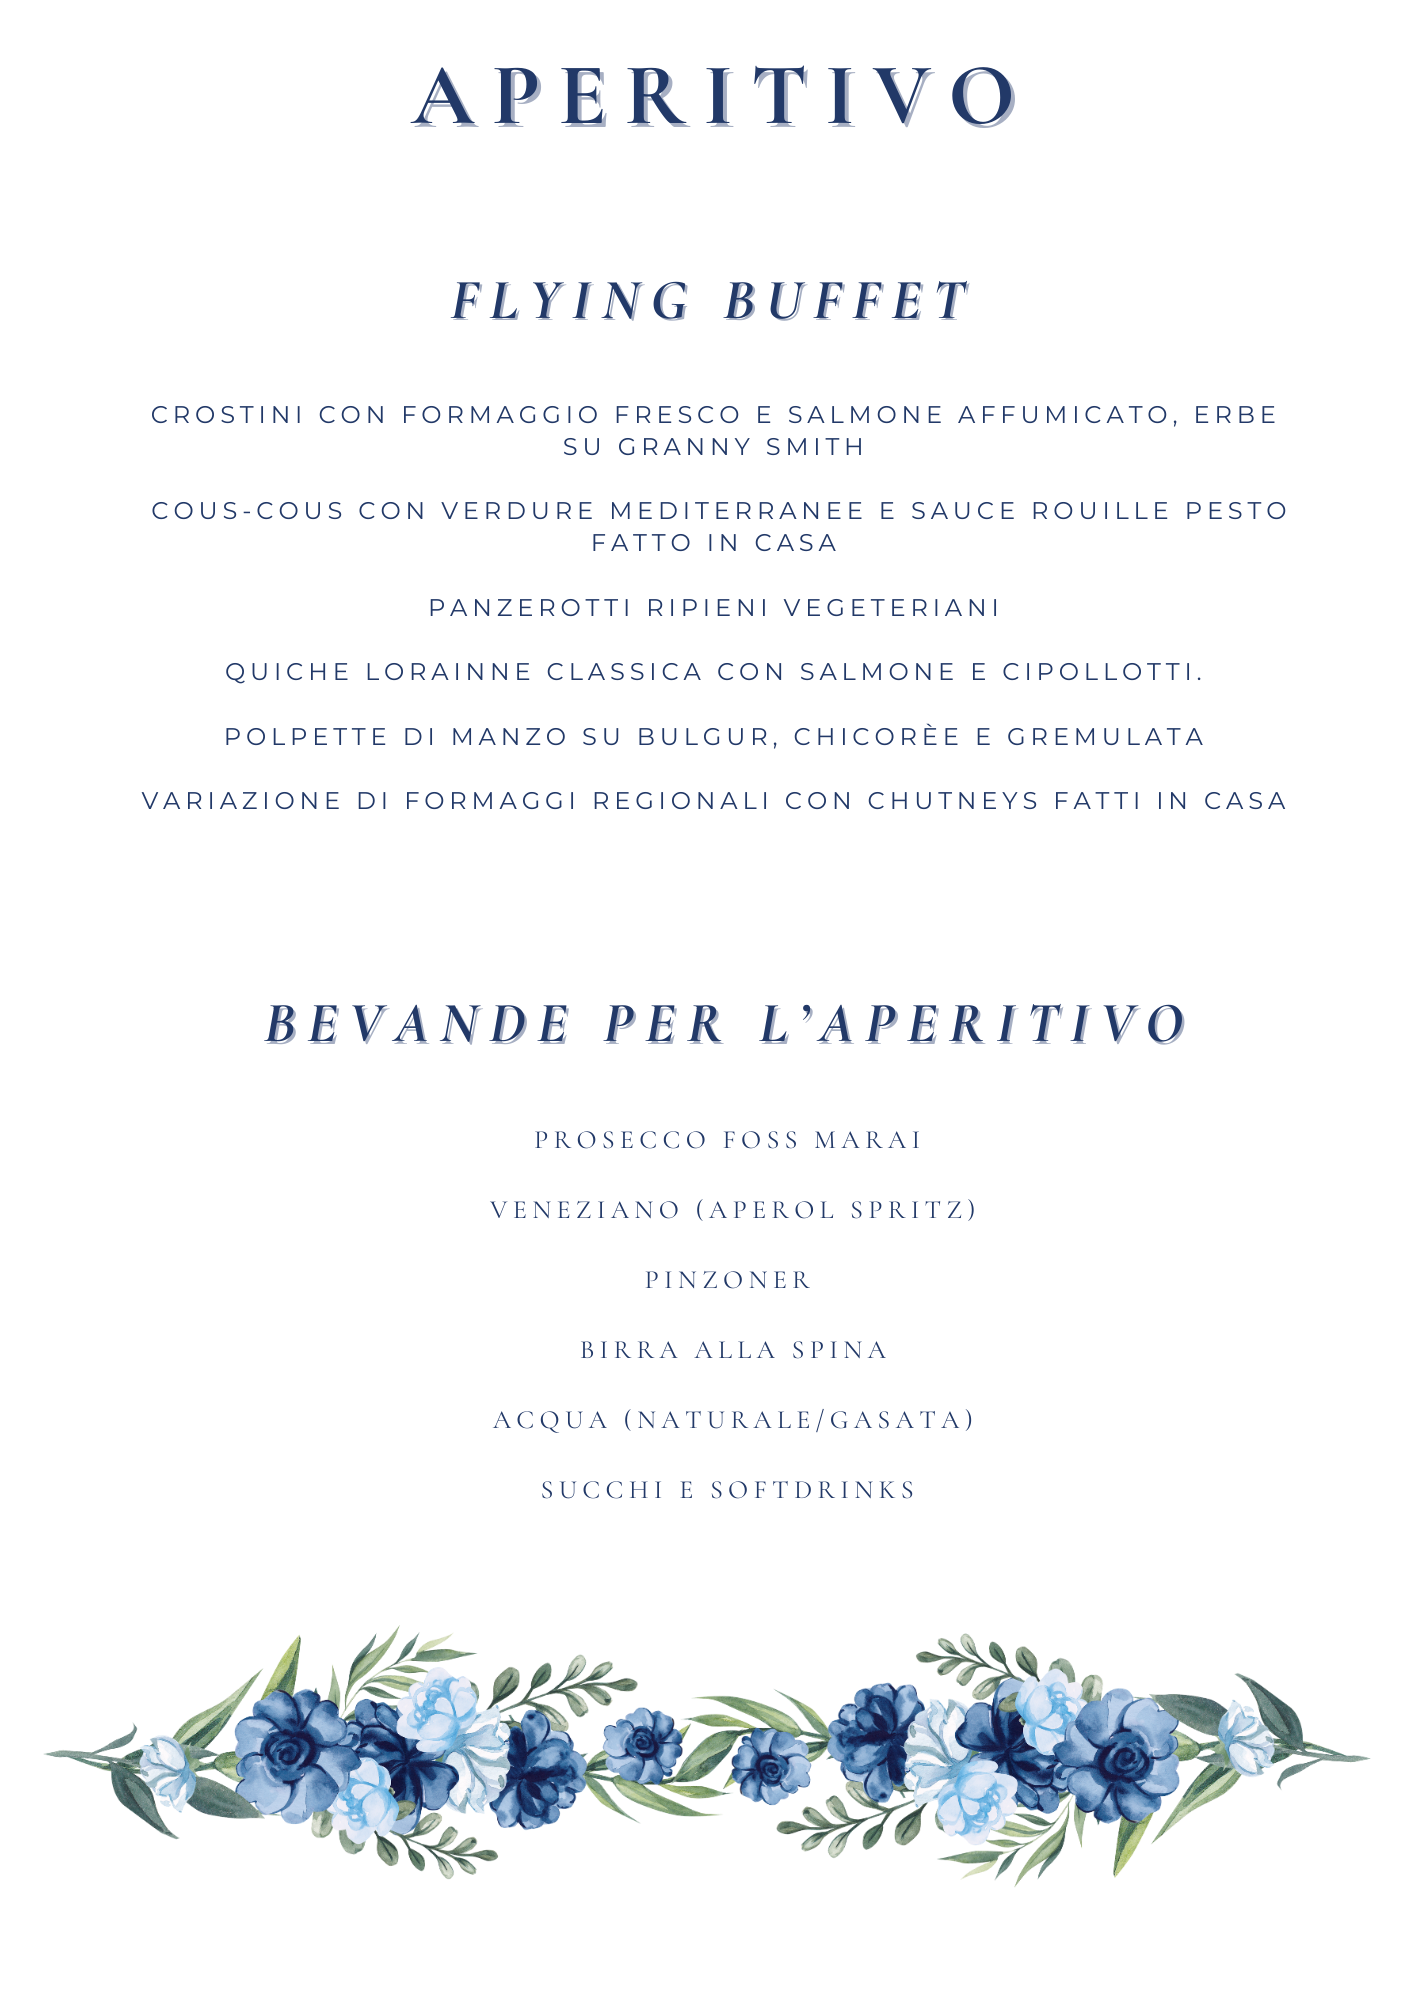 APERITIVO
FLYING BUFFET
CROSTINI CON FORMAGGIO FRESCO E SALMONE AFFUMICATO, ERBE
SU GRANNY SMITH
COUS-COUS CON VERDURE MEDITERRANEE E SAUCE ROUILLE PESTO
FATTO IN CASA
PANZEROTTI RIPIENI VEGETERIANI
QUICHE LORAINNE CLASSICA CON SALMONE E CIPOLLOTTI.
POLPETTE DI MANZO SU BULGUR, CHICORÈE E GREMULATA
VARIAZIONE DI FORMAGGI REGIONALI CON CHUTNEYS FATTI IN CASA
BEVANDE PER L’APERITIVO
PROSECCO FOSS MARAI
VENEZIANO (APEROL SPRITZ)
PINZONER
BIRRA ALLA SPINA
ACQUA (NATURALE/GASATA)
SUCCHI E SOFTDRINKS